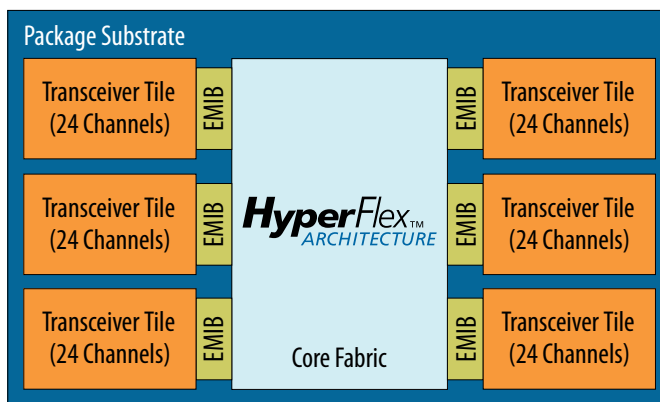 Package Substrate
Transceiver Tile
(24 Channels)
EMIB
EMIB
Transceiver Tile
(24 Channels)
Transceiver Tile
(24 Channels)
EMIB
HyperFlex™
ARCHITECTURE
EMIB
Transceiver Tile
(24 Channels)
Transceiver Tile
(24 Channels)
EMIB
Core Fabric
EMIB
Transceiver Tile
(24 Channels)